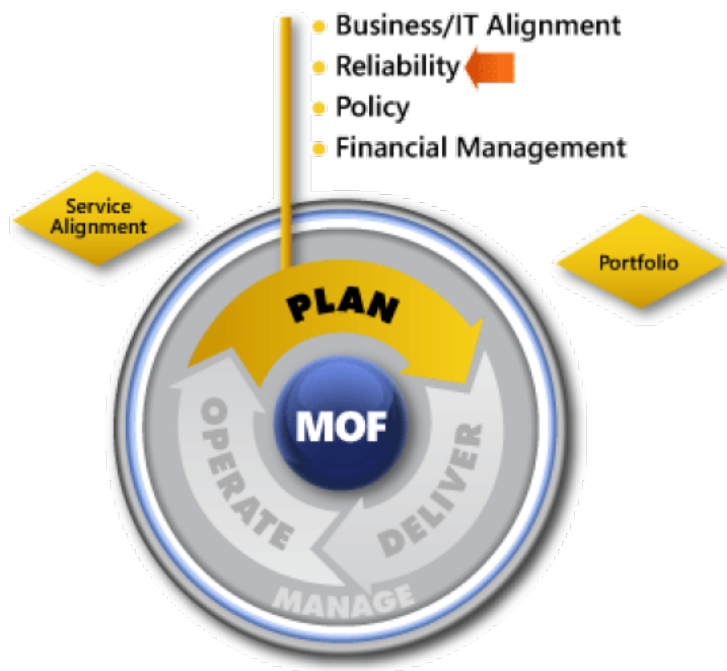 Business/IT Alignment
Reliability
Policy
Financial Management
Service
Alignment
Portfolio
PLAN
MOF
OPERATE
DELIVER
MANAGE